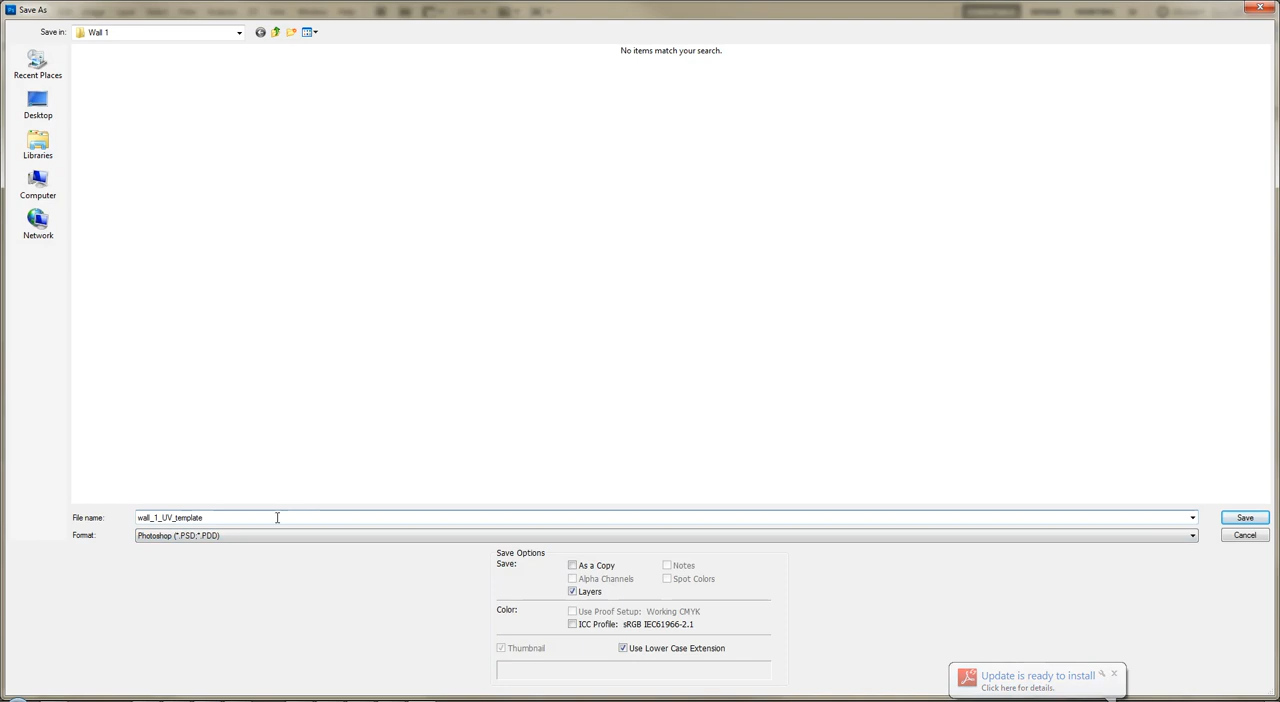 Save As
Save in: Wall 1
No items match your search.
Recent Places
Desktop
Libraries
Computer
Network
File name: wall_1_UV_template Save
Format: Photoshop (*.PSD;*.PDD) Cancel
Save Options
Save: As a Copy Notes
Alpha Channels Spot Colors
Layers
Color: Use Proof Setup: Working CMYK
ICC Profile: sRGB IEC61966-2.1
Thumbnail Use Lower Case Extension
Update is ready to install
Click here for details.